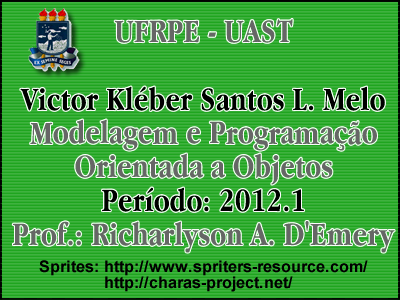 UFRPE - UAST
Victor Kléber Santos L. Melo
Modelagem e Programação
Orientada a Objetos
Período: 2012.1
Prof.: Richarlyson A. D'Emery
Sprites: http://www.spriters-resource.com/
http://charas-project.net/